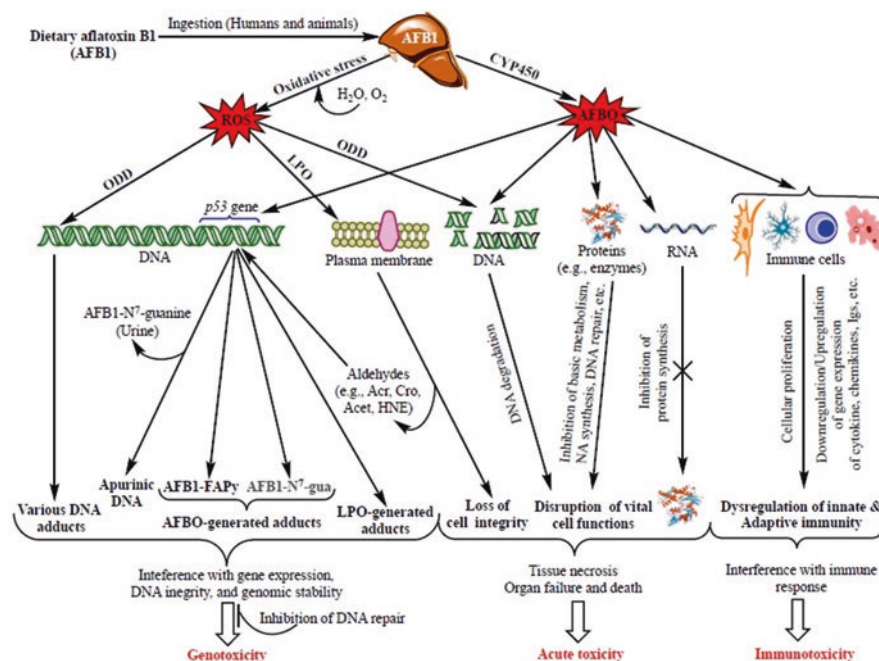 Dietary aflatoxin B1
(AFB1)
Ingestion (Humans and animals)
AFB1
Oxidative stress
CYP450
H2O, O2
ROS
AFBO
ODD
LPO
ODD
p53 gene
DNA
Plasma membrane
DNA
Proteins
(e.g., enzymes)
RNA
Immune cells
AFB1-N7-guanine
(Urine)
Aldehydes
(e.g., Acr, Cro,
Acet, HNE)
DNA degradation
Inhibition of basic metabolism,
NA synthesis, DNA repair, etc.
Inhibition of
protein synthesis
Cellular proliferation
Downregulation/Upregulation
of gene expression
of cytokine, chemikines, Igs, etc.
Various DNA
adducts
Apurinic
DNA
AFB1-FAPy
AFB1-N7-gua
AFBO-generated adducts
LPO-generated
adducts
Loss of
cell integrity
Disruption of vital
cell functions
Dysregulation of innate &
Adaptive immunity
Inteference with gene expression,
DNA inegrity, and genomic stability
Inhibition of DNA repair
Genotoxicity
Tissue necrosis
Organ failure and death
Acute toxicity
Interference with immune
response
Immunotoxicity